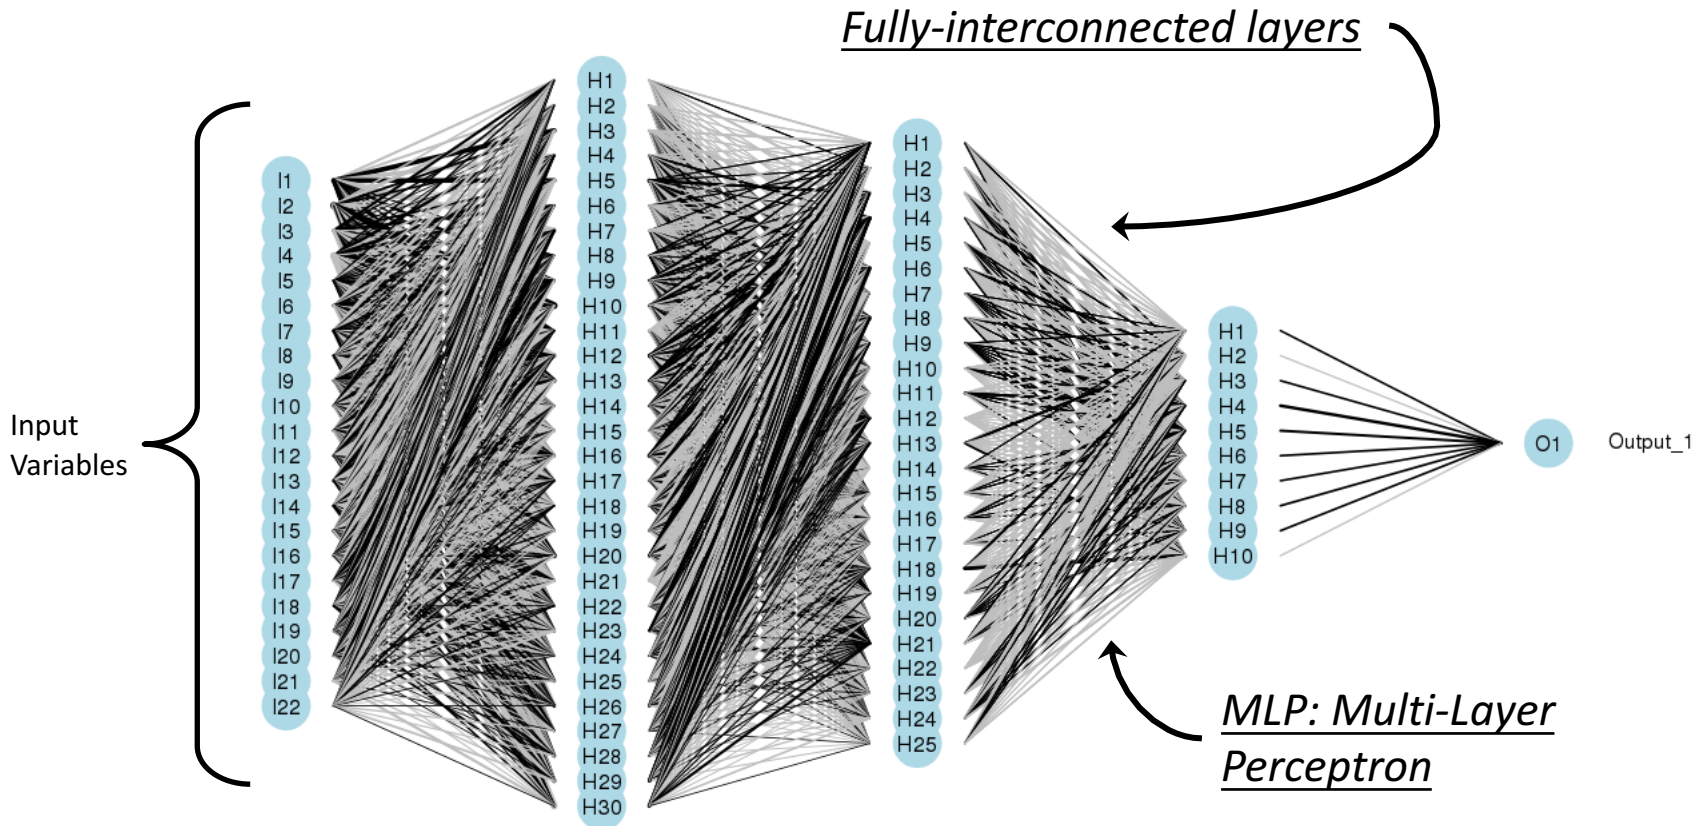 Fully-interconnected layers
Input
Variables
I1
I2
I3
I4
I5
I6
I7
I8
I9
I10
I11
I12
I13
I14
I15
I16
I17
I18
I19
I20
I21
I22
H1
H2
H3
H4
H5
H6
H7
H8
H9
H10
H11
H12
H13
H14
H15
H16
H17
H18
H19
H20
H21
H22
H23
H24
H25
H26
H27
H28
H29
H30
H1
H2
H3
H4
H5
H6
H7
H8
H9
H10
H11
H12
H13
H14
H15
H16
H17
H18
H19
H20
H21
H22
H23
H24
H25
H1
H2
H3
H4
H5
H6
H7
H8
H9
H10
O1
Output_1
MLP: Multi-Layer
Perceptron